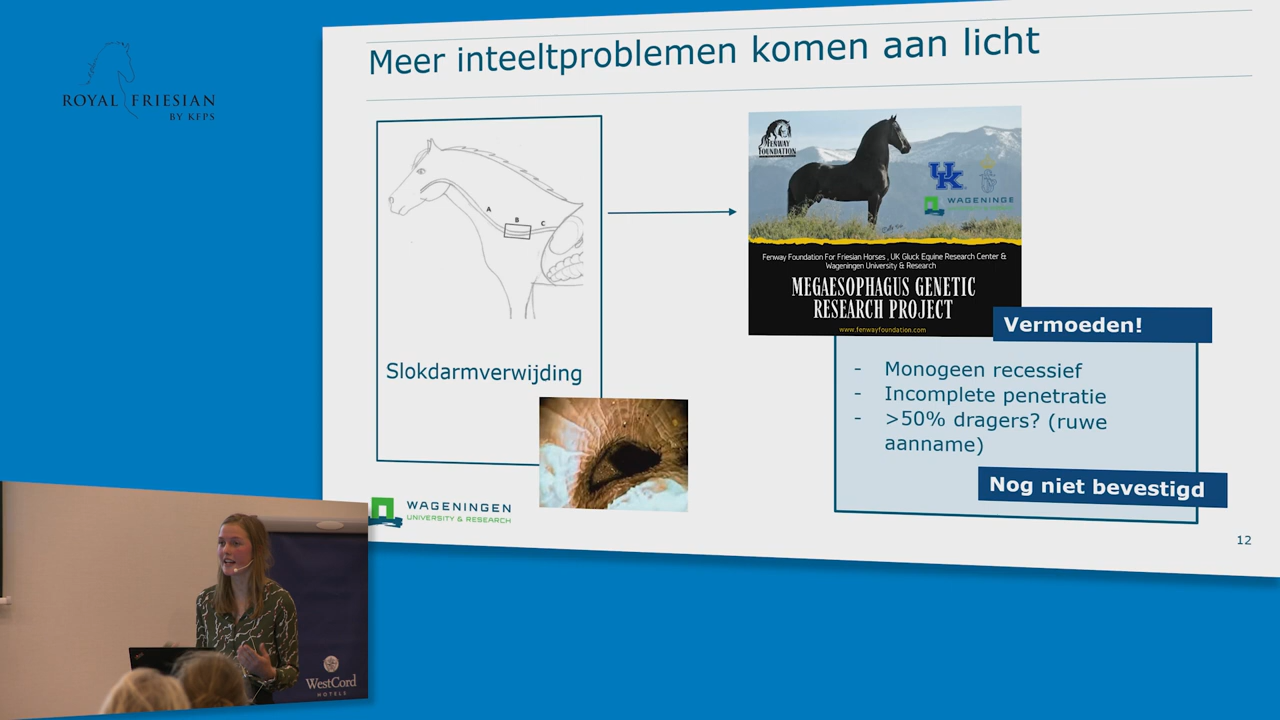 ROYAL FRIESIAN
BY KFPS
Meer inteeltproblemen komen aan licht
A
B
C
Slokdarmverwijding
WAGENINGEN
UNIVERSITY & RESEARCH
FENWAY
FOUNDATION
UK
WAGENINGE
Fenway Foundation For Friesian Horses , UK Gluck Equine Research Center &
Wageningen University & Research
MEGAESOPHAGUS GENETIC
RESEARCH PROJECT
www.fenwayfoundation.com
Vermoeden!
- Monogeen recessief
- Incomplete penetratie
- >50% dragers? (ruwe
aanname)
Nog niet bevestigd
12
WestCord
HOTELS